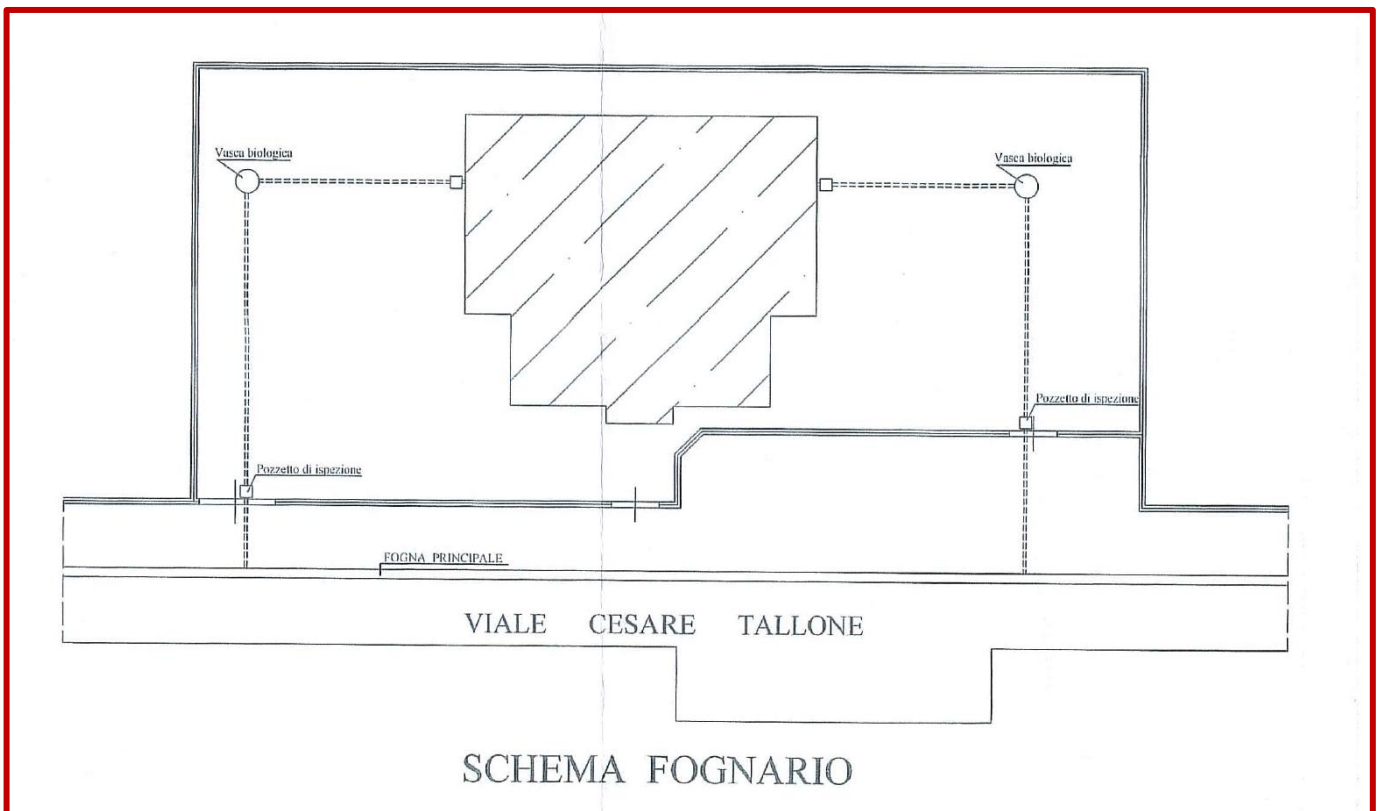 Vasca biologica
Vasca biologica
Pozzetto di ispezione
Pozzetto di ispezione
FOGNA PRINCIPALE
VIALE CESARE TALLONE
SCHEMA FOGNARIO